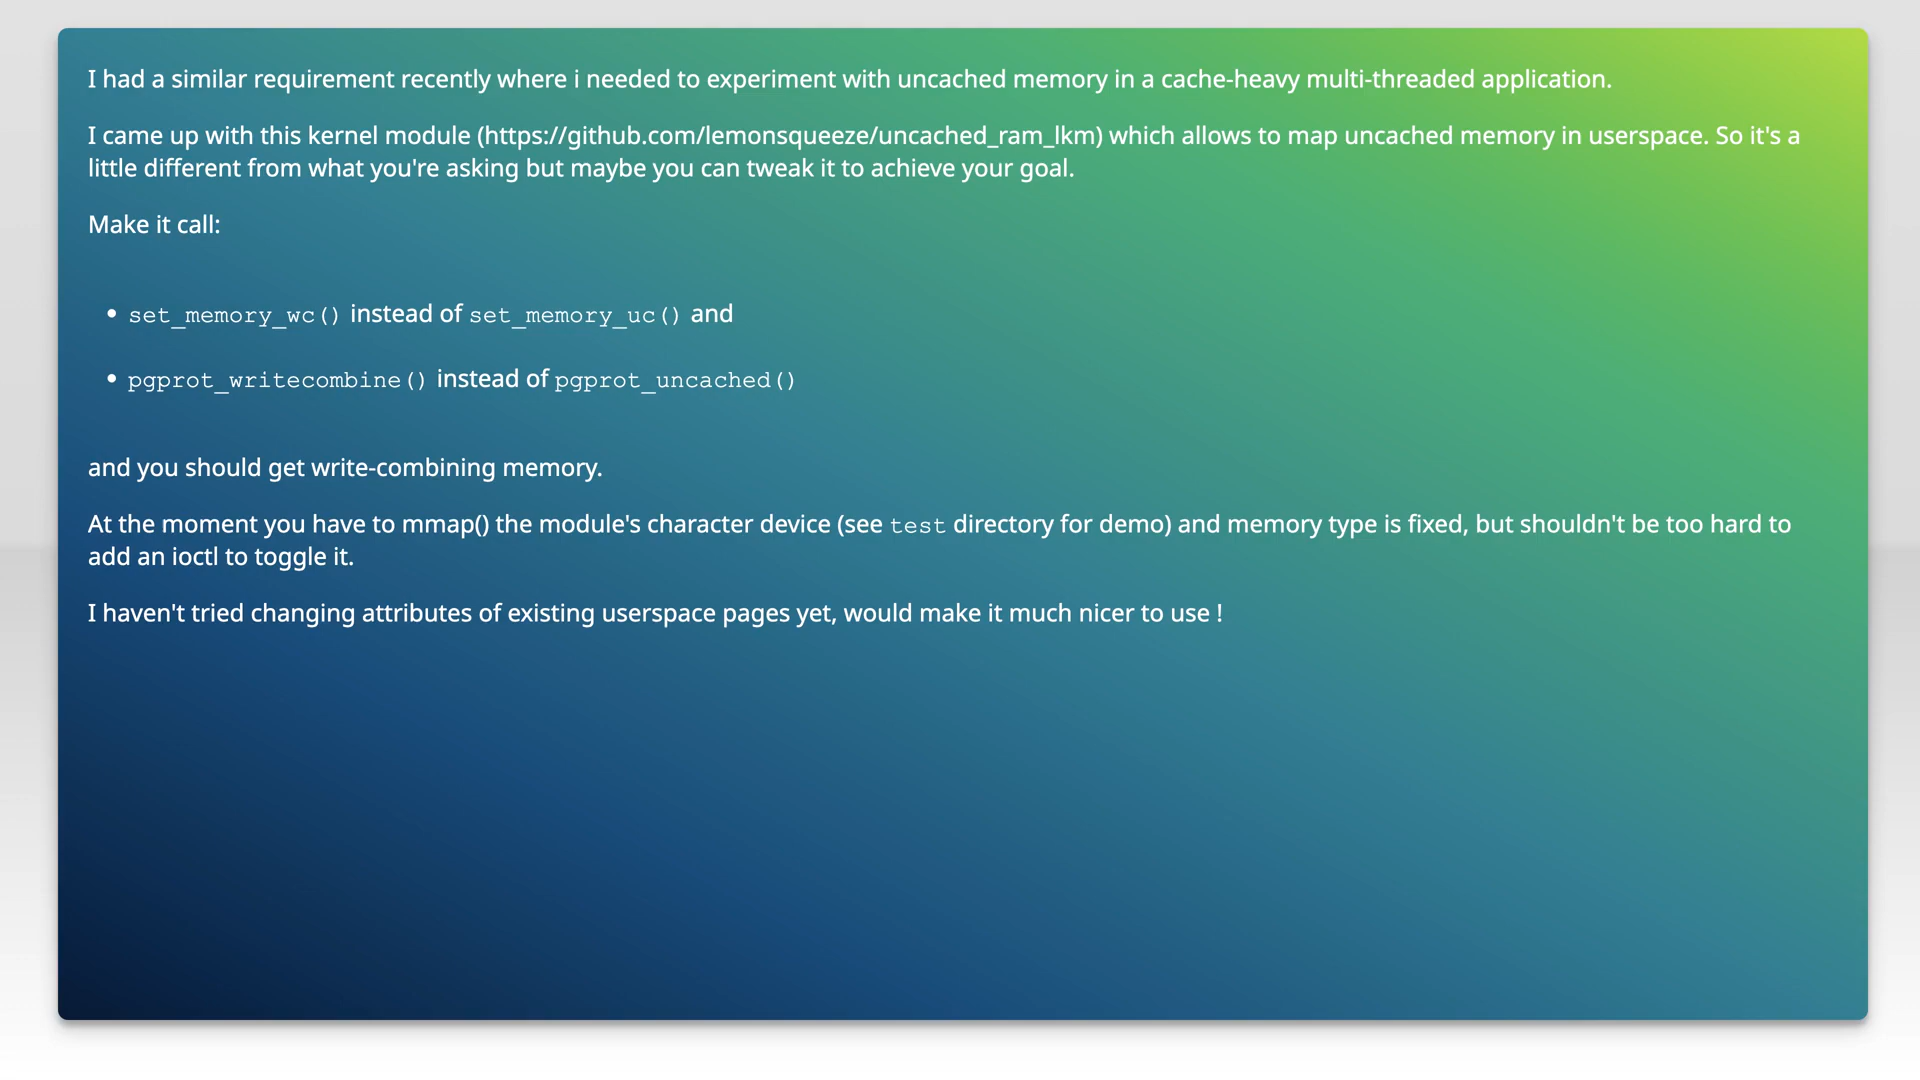 I had a similar requirement recently where i needed to experiment with uncached memory in a cache-heavy multi-threaded application.
I came up with this kernel module (https://github.com/lemonsqueeze/uncached_ram_lkm) which allows to map uncached memory in userspace. So it's a
little different from what you're asking but maybe you can tweak it to achieve your goal.
Make it call:
• set_memory_wc() instead of set_memory_uc() and
• pgprot_writecombine() instead of pgprot_uncached()
and you should get write-combining memory.
At the moment you have to mmap() the module's character device (see test directory for demo) and memory type is fixed, but shouldn't be too hard to
add an ioctl to toggle it.
I haven't tried changing attributes of existing userspace pages yet, would make it much nicer to use !